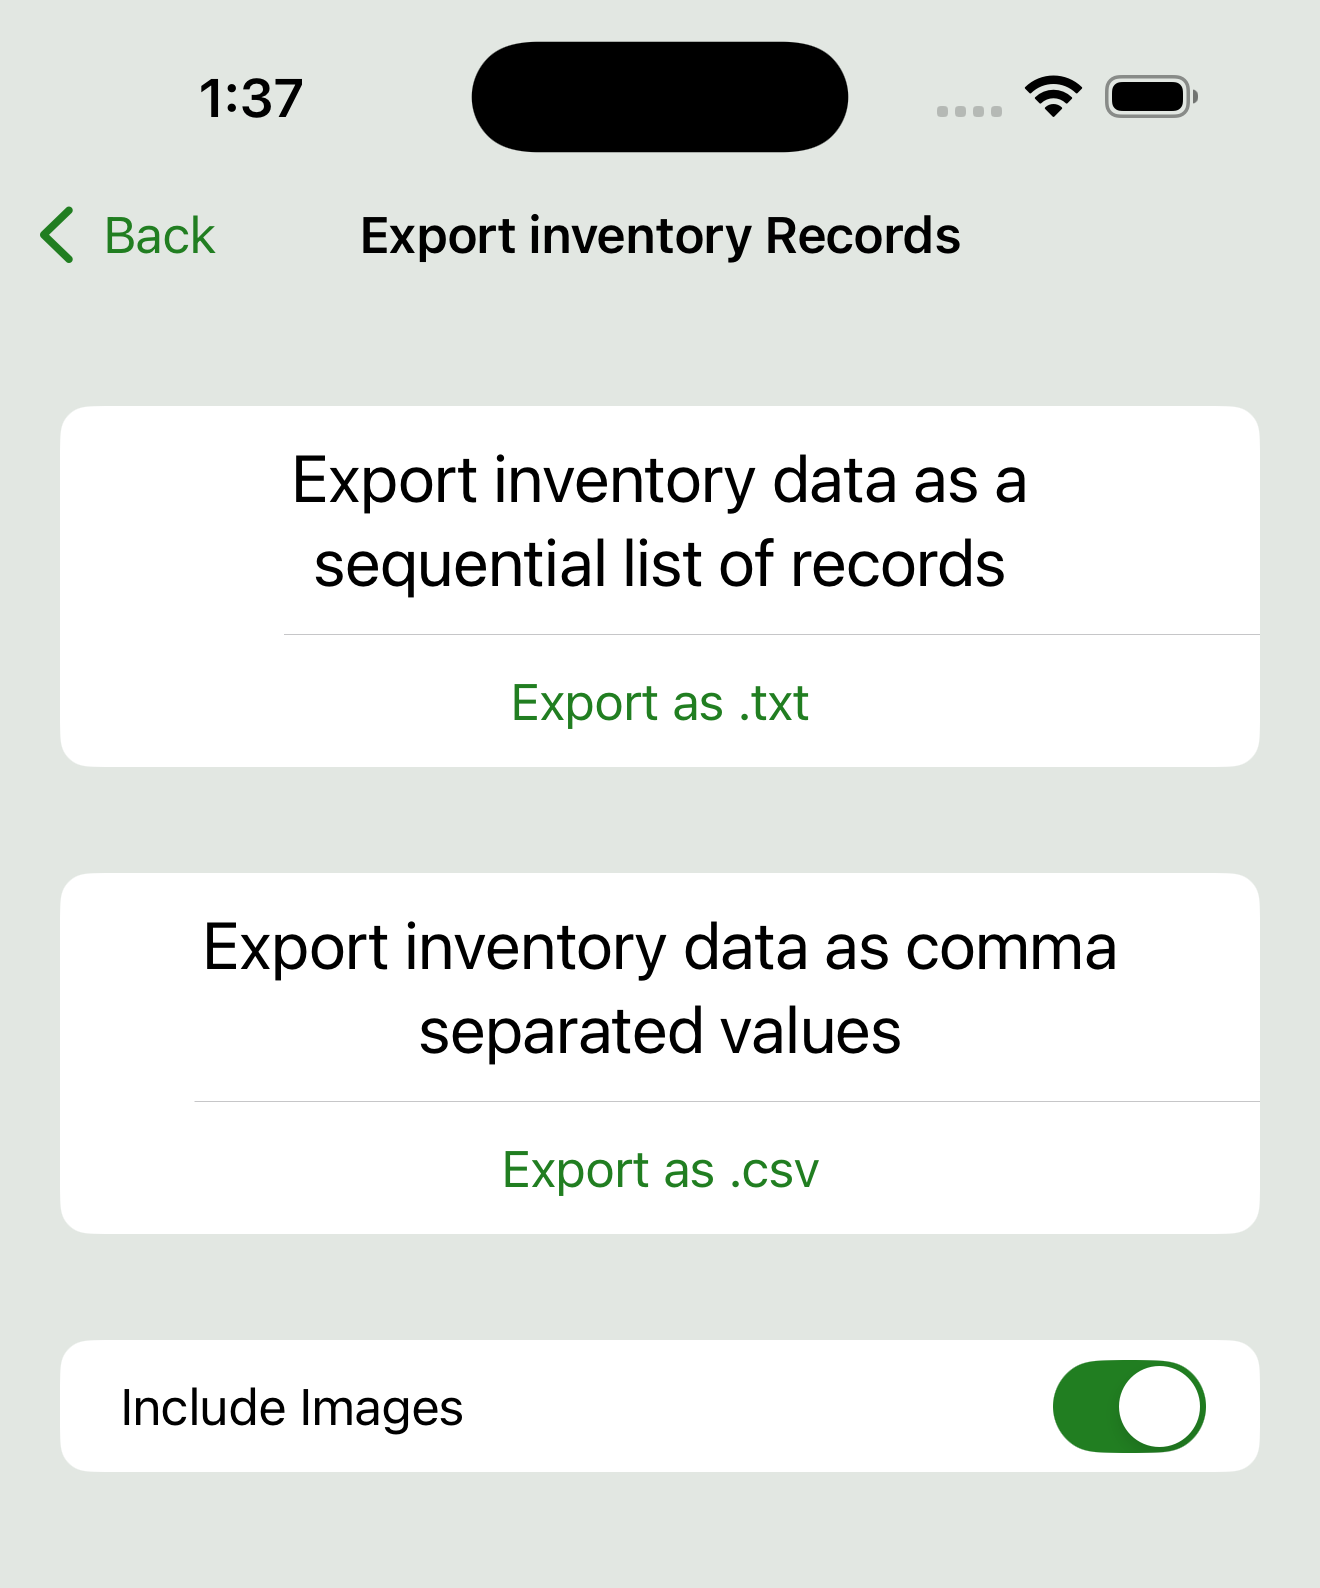 1:37
Back
Export inventory Records
Export inventory data as a
sequential list of records
Export as .txt
Export inventory data as comma
separated values
Export as .csv
Include Images